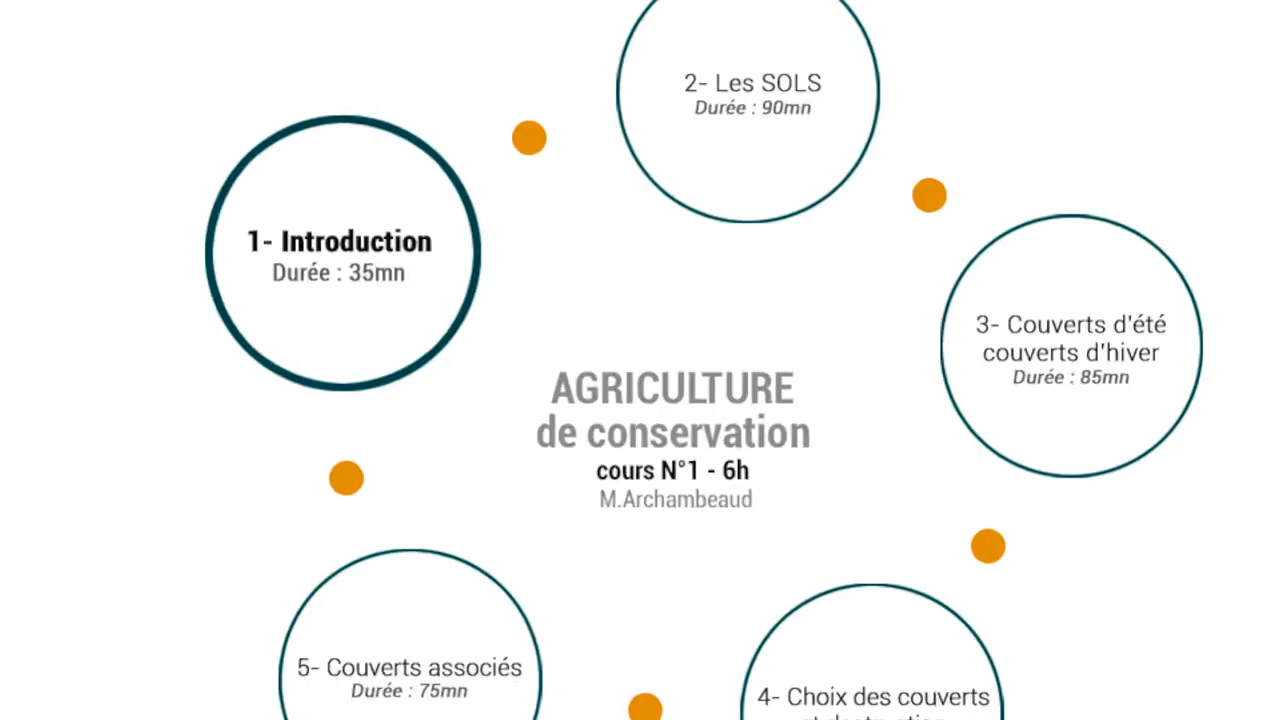 2- Les SOLS
Durée : 90mn
1- Introduction
Durée : 35mn
3- Couverts d'été
couverts d'hiver
Durée : 85mn
AGRICULTURE
de conservation
cours N°1 - 6h
M.Archambeaud
5- Couverts associés
Durée : 75mn
4- Choix des couverts